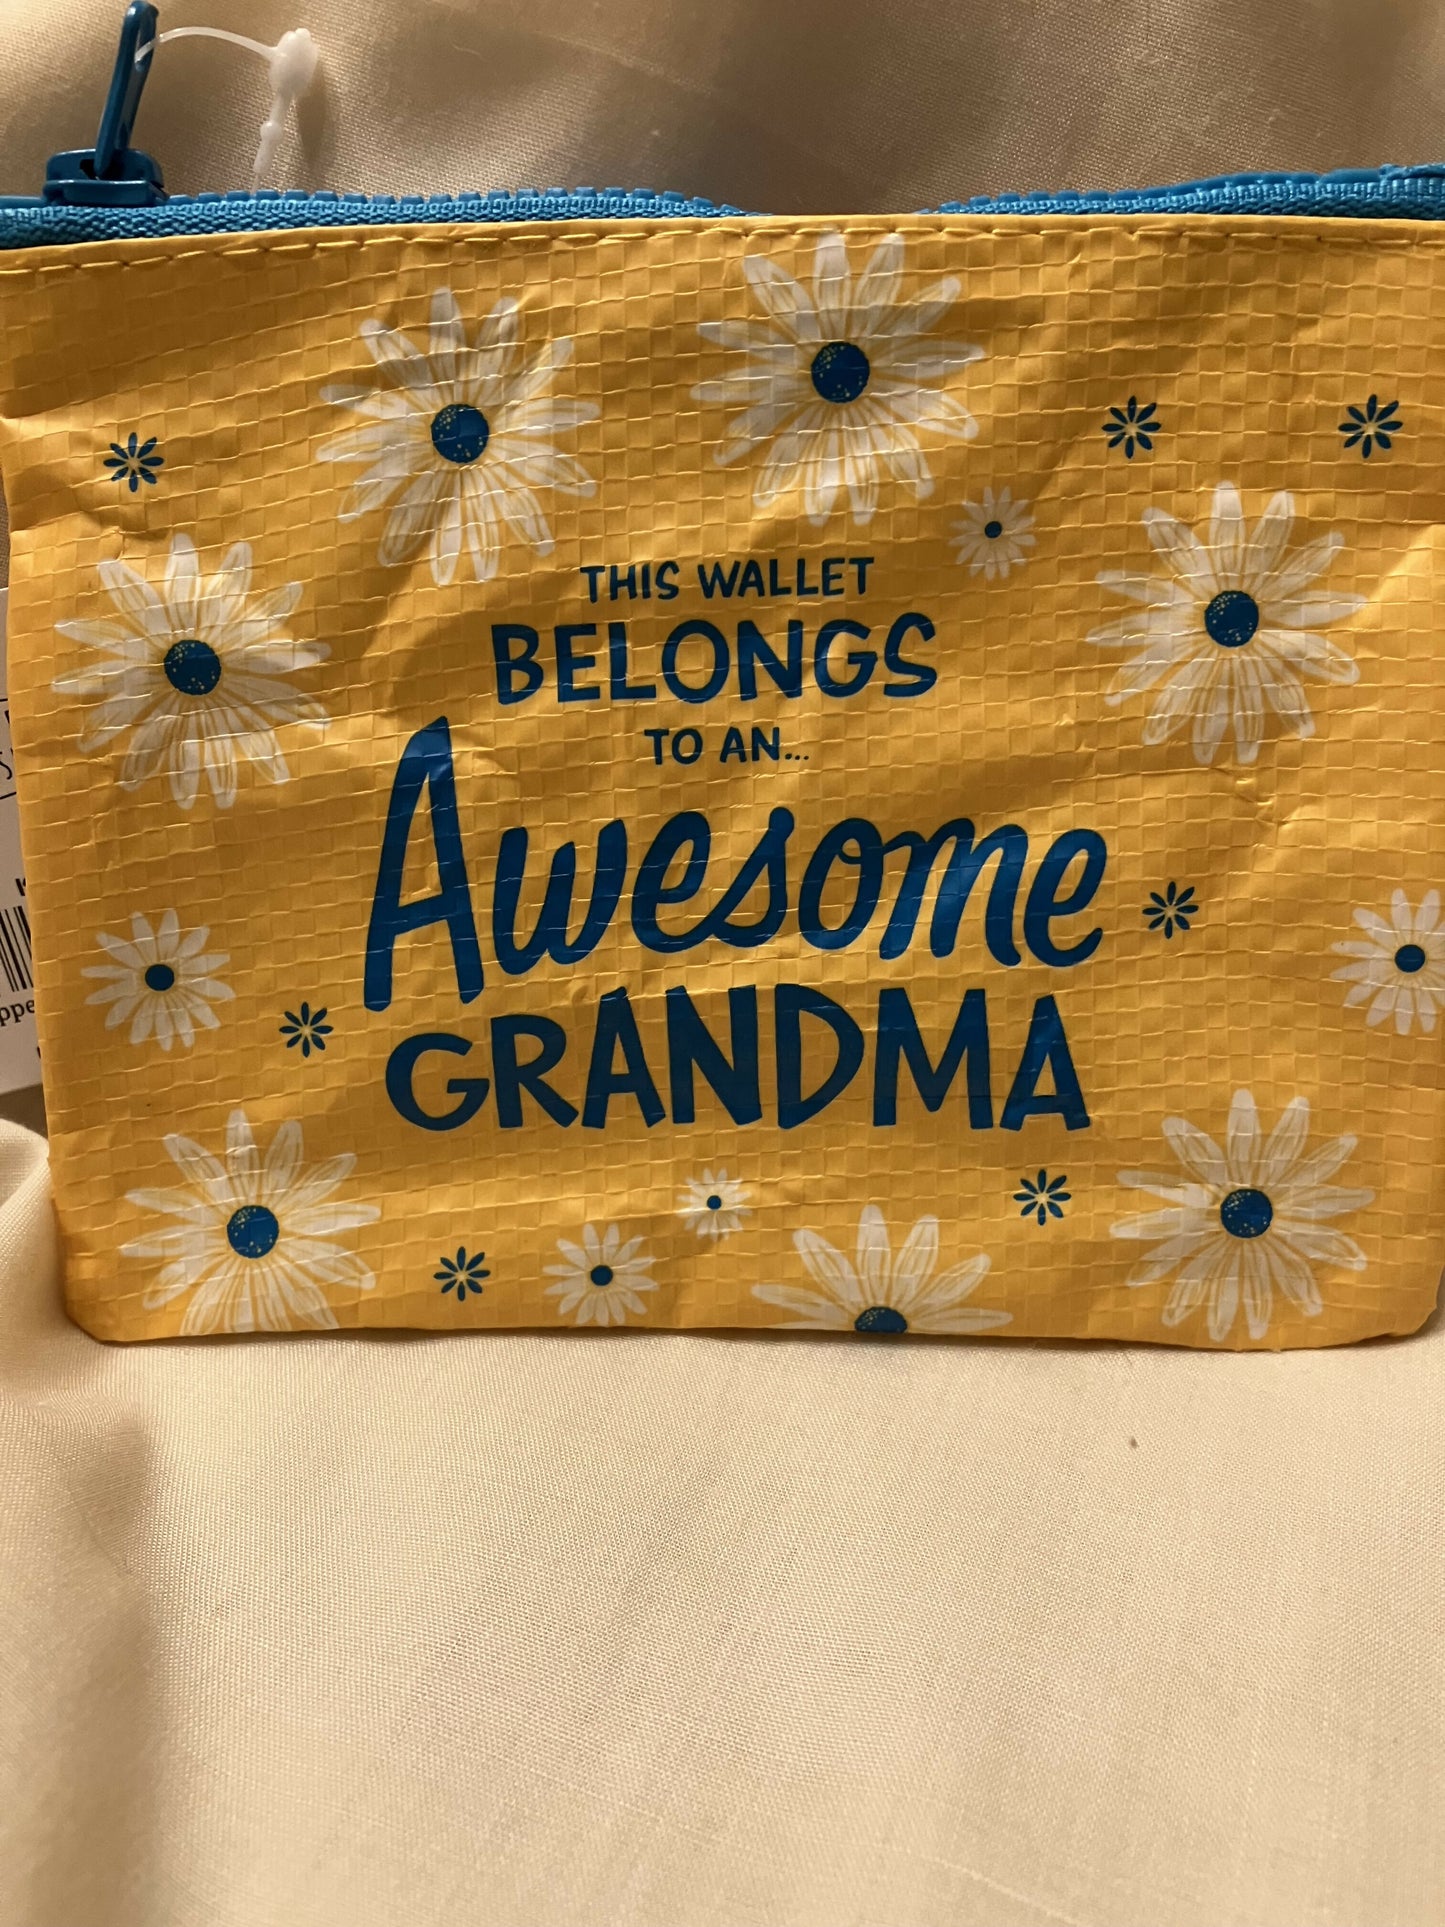 THIS WALLET
BELONGS
TO AN...
Awesome
GRANDMA